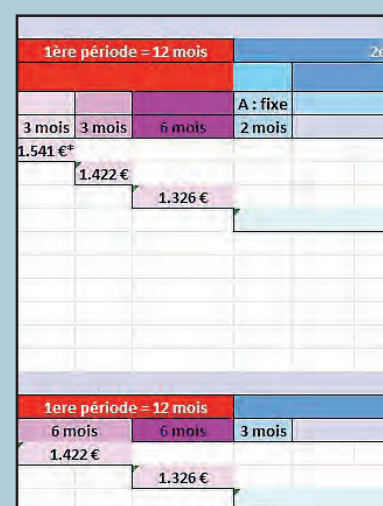 1ère période = 12 mois 2e
A : fixe
3 mois 3 mois 6 mois 2 mois
1.541 €*
1.422 €
1.326 €
1ere période = 12 mois
6 mois 6 mois 3 mois
1.422 €
1.326 €